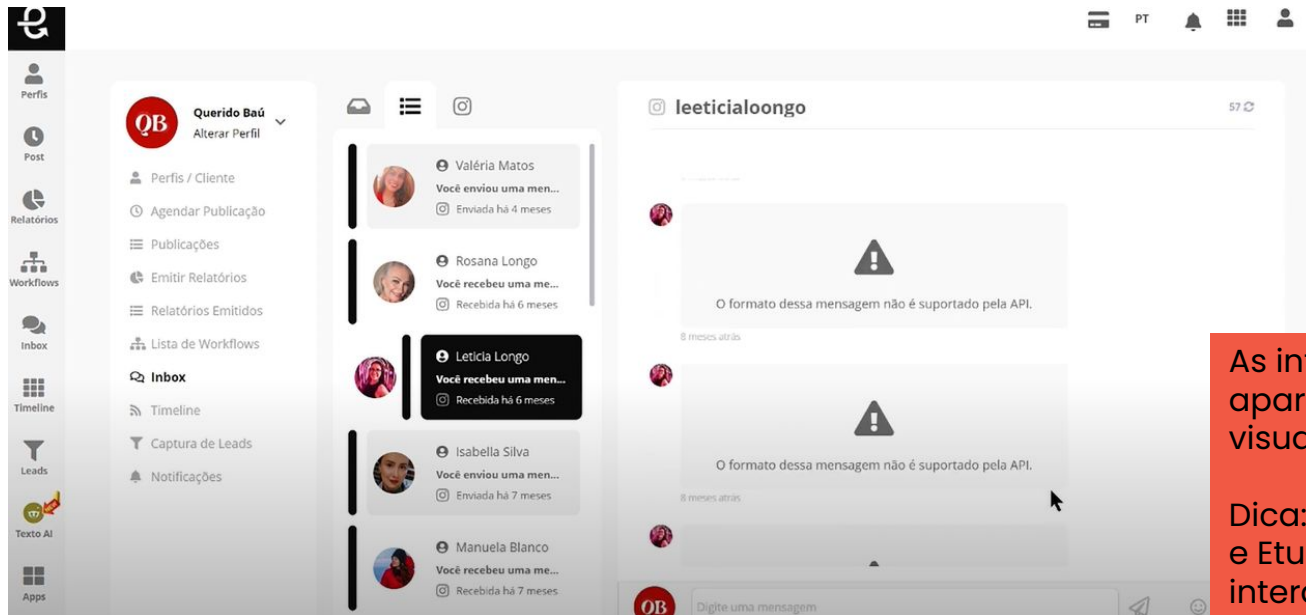 PT
Perfis
Post
Relatórios
Workflows
Inbox
Timeline
Leads
Texto AI
Apps
QB
Querido Baú
Alterar Perfil
Perfis / Cliente
Agendar Publicação
Publicações
Emitir Relatórios
Relatórios Emitidos
Lista de Workflows
Inbox
Timeline
Captura de Leads
Notificações
Valéria Matos
Você enviou uma men...
Enviada há 4 meses
Rosana Longo
Você recebeu uma me...
Recebida há 6 meses
Leticia Longo
Você recebeu uma men...
Recebida há 6 meses
Isabella Silva
Você enviou uma men...
Enviada há 7 meses
Manuela Blanco
Você recebeu uma me...
Recebida há 7 meses
leeticialoongo
57
O formato dessa mensagem não é suportado pela API.
8 meses atrás
O formato dessa mensagem não é suportado pela API.
8 meses atrás
QB
Digite uma mensagem
As in
apar
visua
Dica:
e Etu
inter